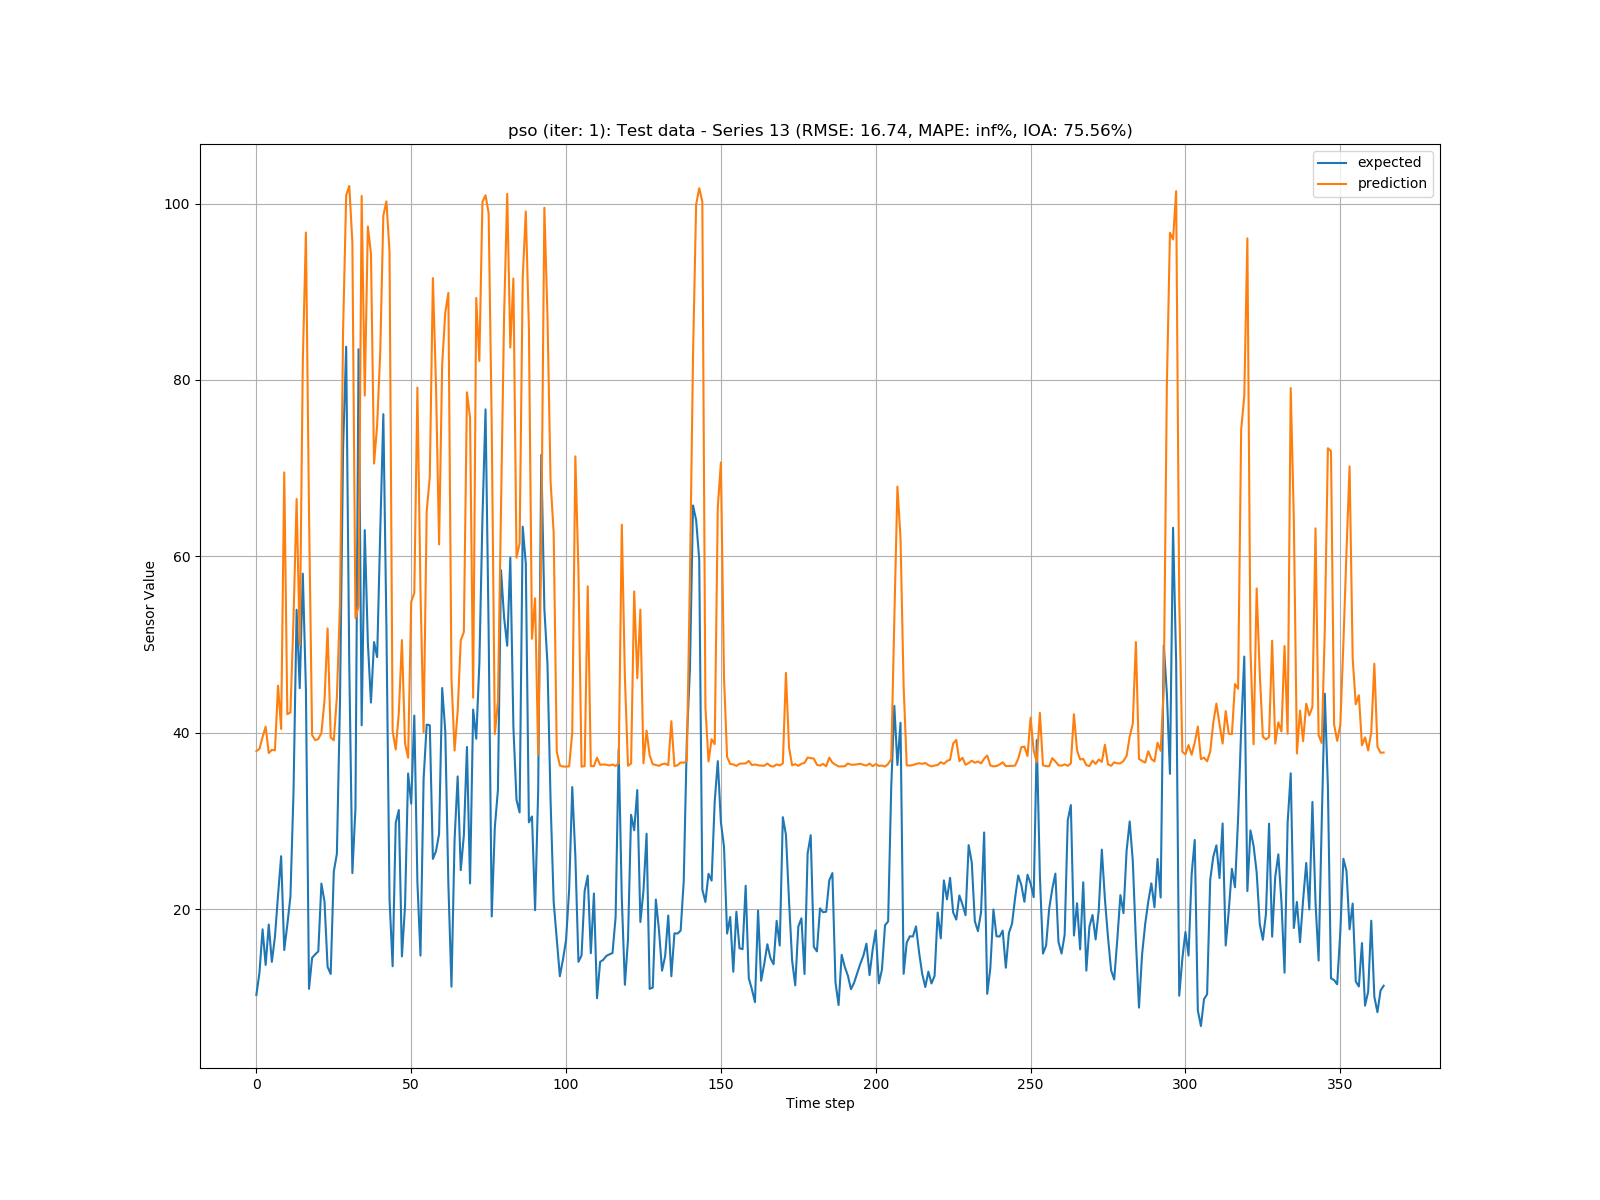 pso (iter: 1): Test data - Series 13 (RMSE: 16.74, MAPE: inf%, IOA: 75.56%)
expected
prediction
100
80
60
40
20
Sensor Value
0 50 100 150 200 250 300 350
Time step